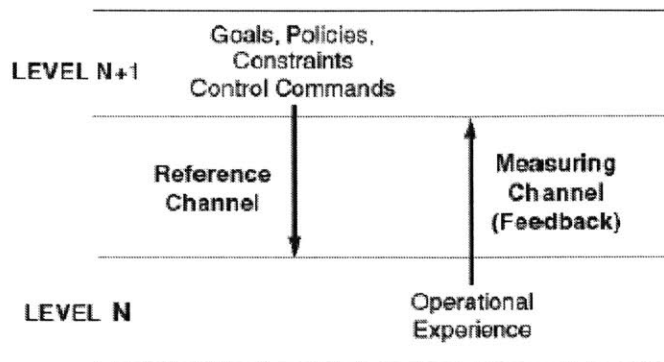 Goals, Policies,
Constraints
Control Commands
LEVEL N+1
Reference
Channel
Measuring
Channel
(Feedback)
LEVEL N
Operational
Experience